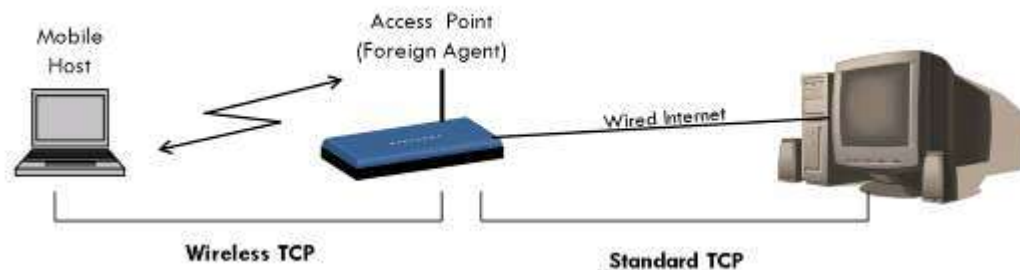 Access Point
(Foreign Agent)
Mobile
Host
Wired Internet
Wireless TCP
Standard TCP